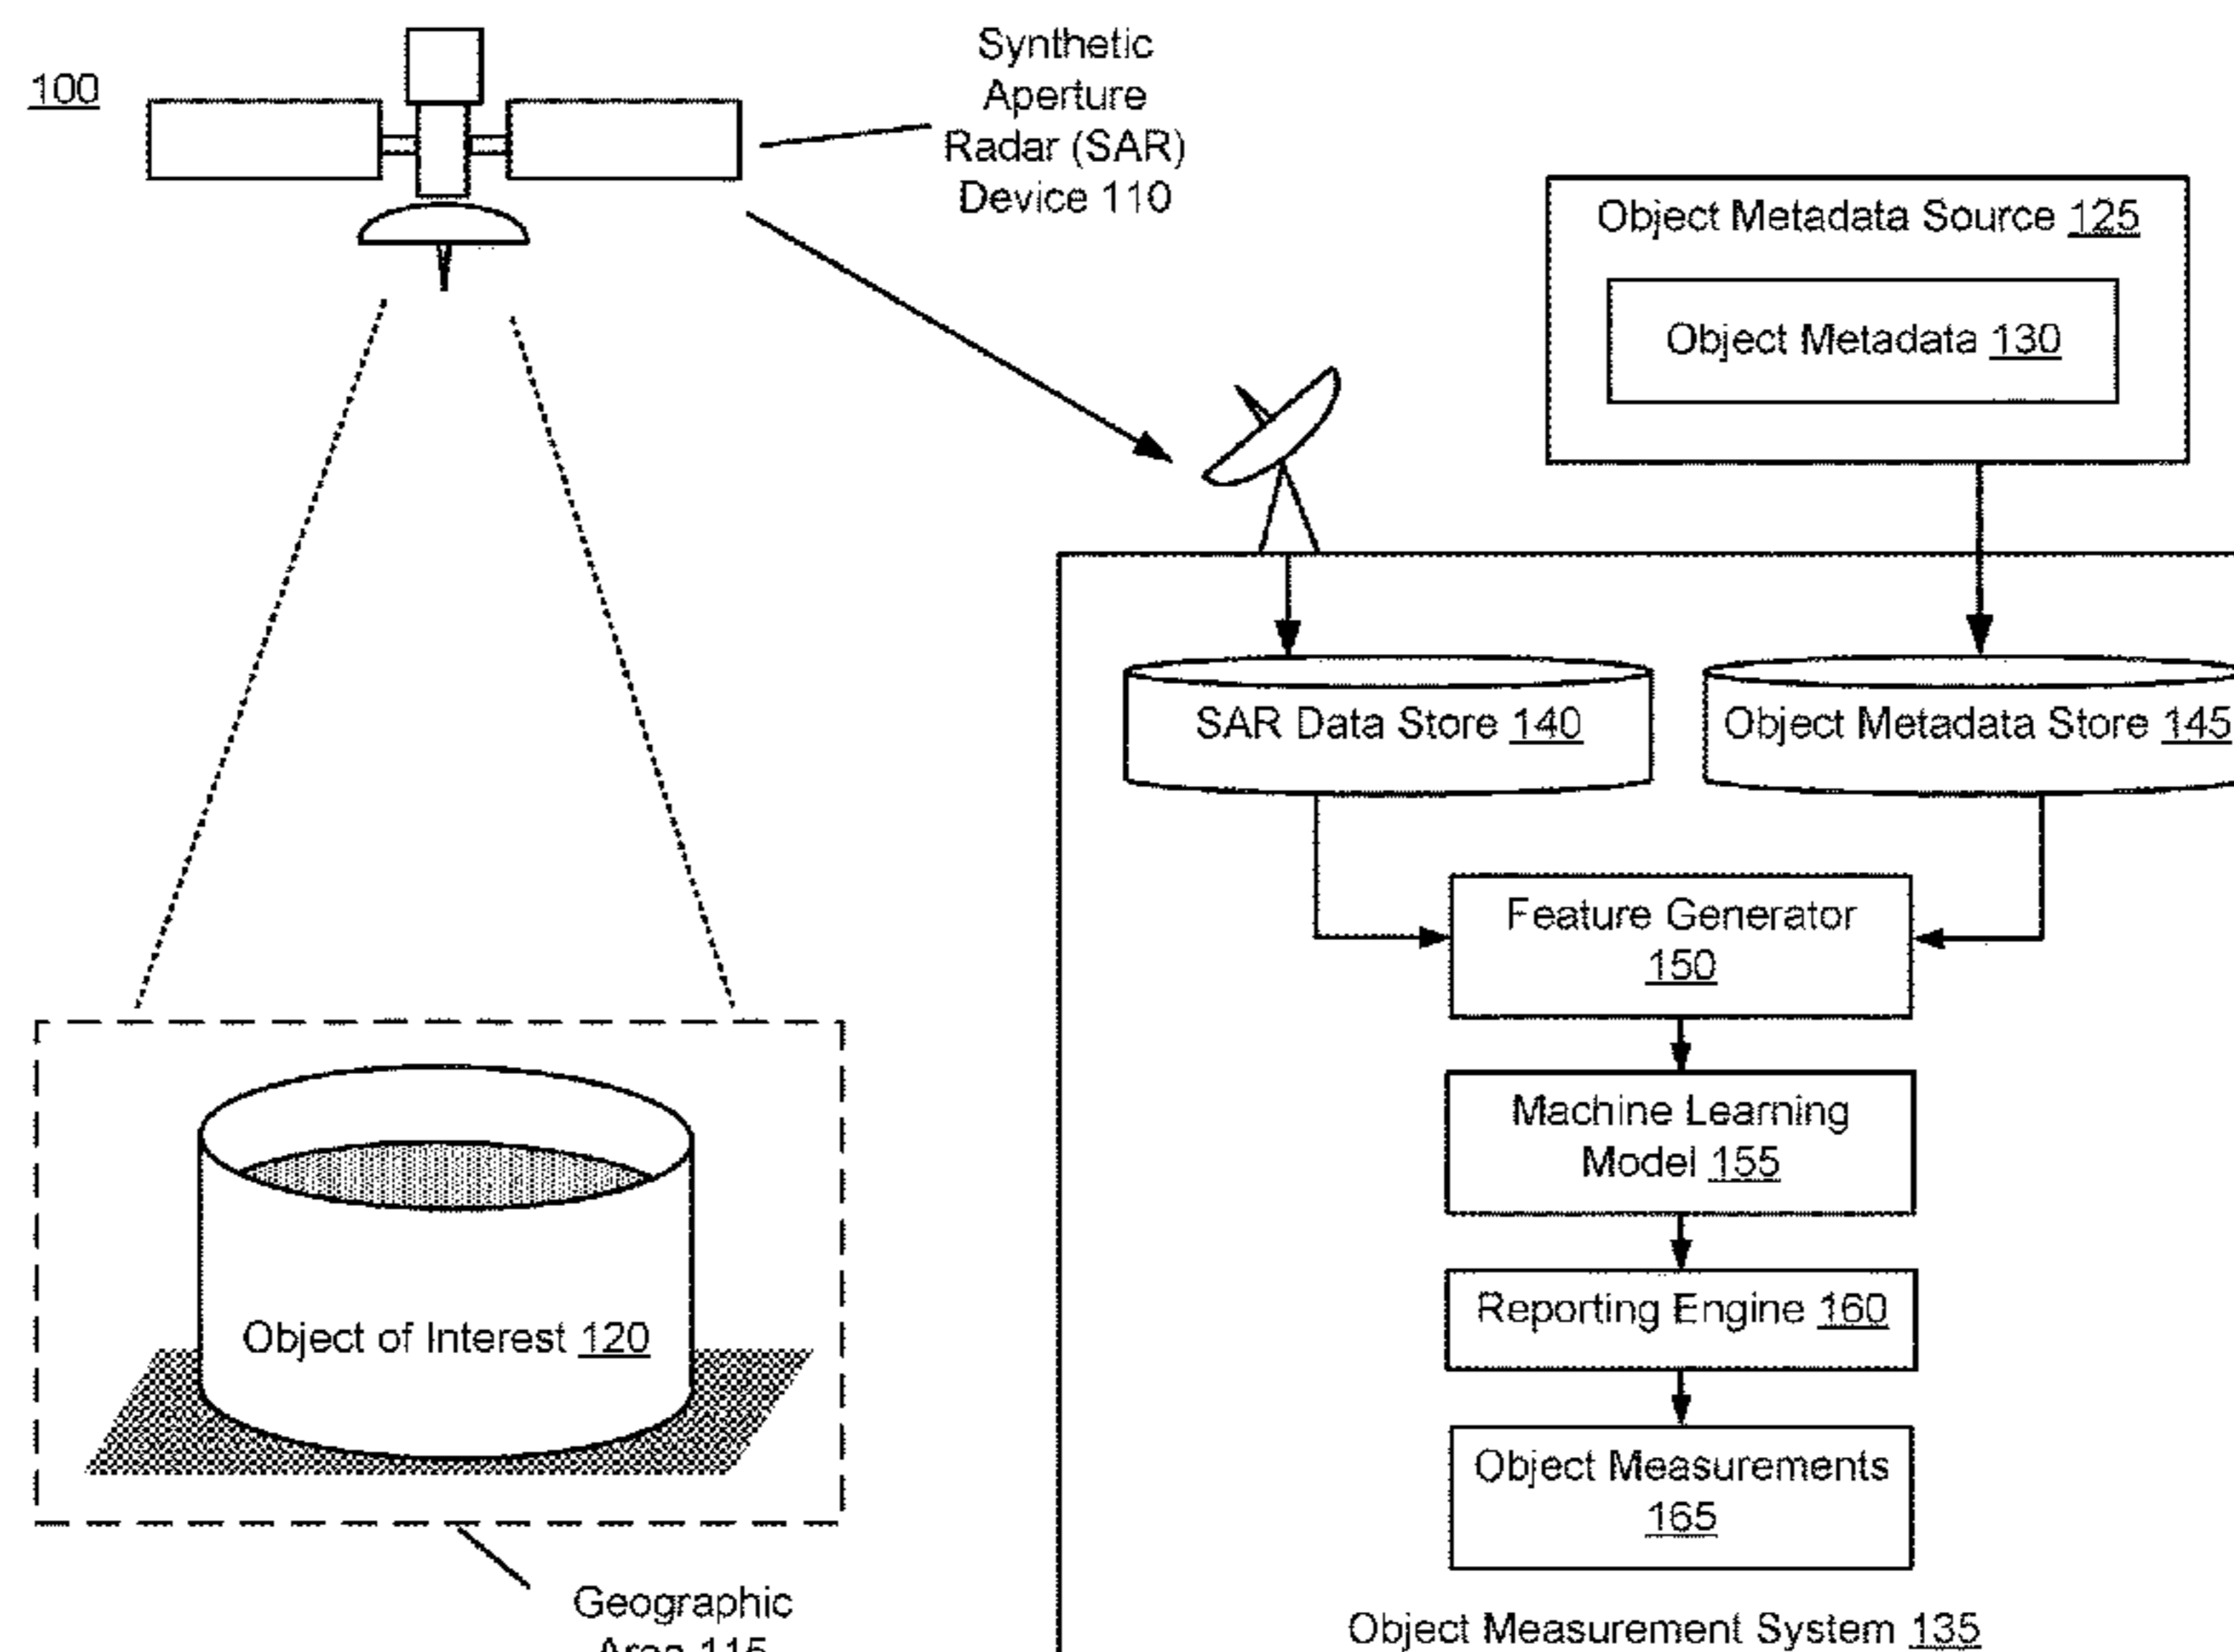 100
Synthetic
Aperture
Radar (SAR)
Device 110
Object Metadata Source 125
Object Metadata 130
SAR Data Store 140
Object Metadata Store 145
Feature Generator
150
Machine Learning
Model 155
Reporting Engine 160
Object Measurements
165
Object Measurement System 135
Object of Interest 120
Geographic
Area 115